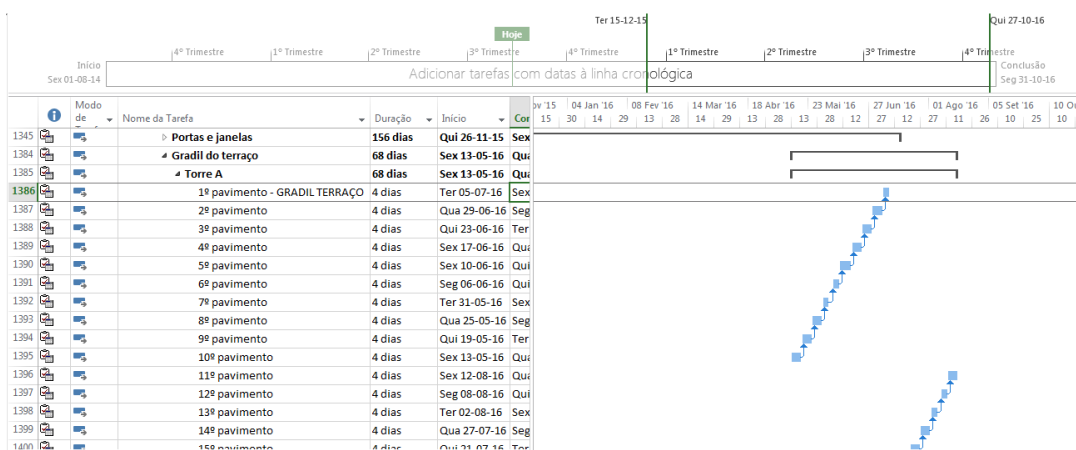 Ter 15-12-15 Qui 27-10-16
Hoje
4º Trimestre 1º Trimestre 2º Trimestre 3º Trimestre 4º Trimestre 1º Trimestre 2º Trimestre 3º Trimestre 4º Trimestre
Início Sex 01-08-14
Adicionar tarefas com datas à linha cronológica
Conclusão Seg 31-10-16
Modo de Nome da Tarefa Duração Início Cor
ov '15 04 Jan '16 08 Fev '16 14 Mar '16 18 Abr '16 23 Mai '16 27 Jun '16 01 Ago '16 05 Set '16 10 Ou
15 30 14 29 13 28 14 29 13 28 13 28 12 27 12 27 11 26 10 25 10
1345 Portas e janelas 156 dias Qui 26-11-15 Sex
1384 Gradil do terraço 68 dias Sex 13-05-16 Qua
1385 Torre A 68 dias Sex 13-05-16 Qua
1386 1º pavimento - GRADIL TERRAÇO 4 dias Ter 05-07-16 Sex
1387 2º pavimento 4 dias Qua 29-06-16 Seg
1388 3º pavimento 4 dias Qui 23-06-16 Ter
1389 4º pavimento 4 dias Sex 17-06-16 Qua
1390 5º pavimento 4 dias Sex 10-06-16 Qui
1391 6º pavimento 4 dias Seg 06-06-16 Qui
1392 7º pavimento 4 dias Ter 31-05-16 Sex
1393 8º pavimento 4 dias Qua 25-05-16 Seg
1394 9º pavimento 4 dias Qui 19-05-16 Ter
1395 10º pavimento 4 dias Sex 13-05-16 Qua
1396 11º pavimento 4 dias Sex 12-08-16 Qua
1397 12º pavimento 4 dias Seg 08-08-16 Qui
1398 13º pavimento 4 dias Ter 02-08-16 Sex
1399 14º pavimento 4 dias Qua 27-07-16 Seg
1400 15º pavimento 4 dias Qui 21-07-16 Ter